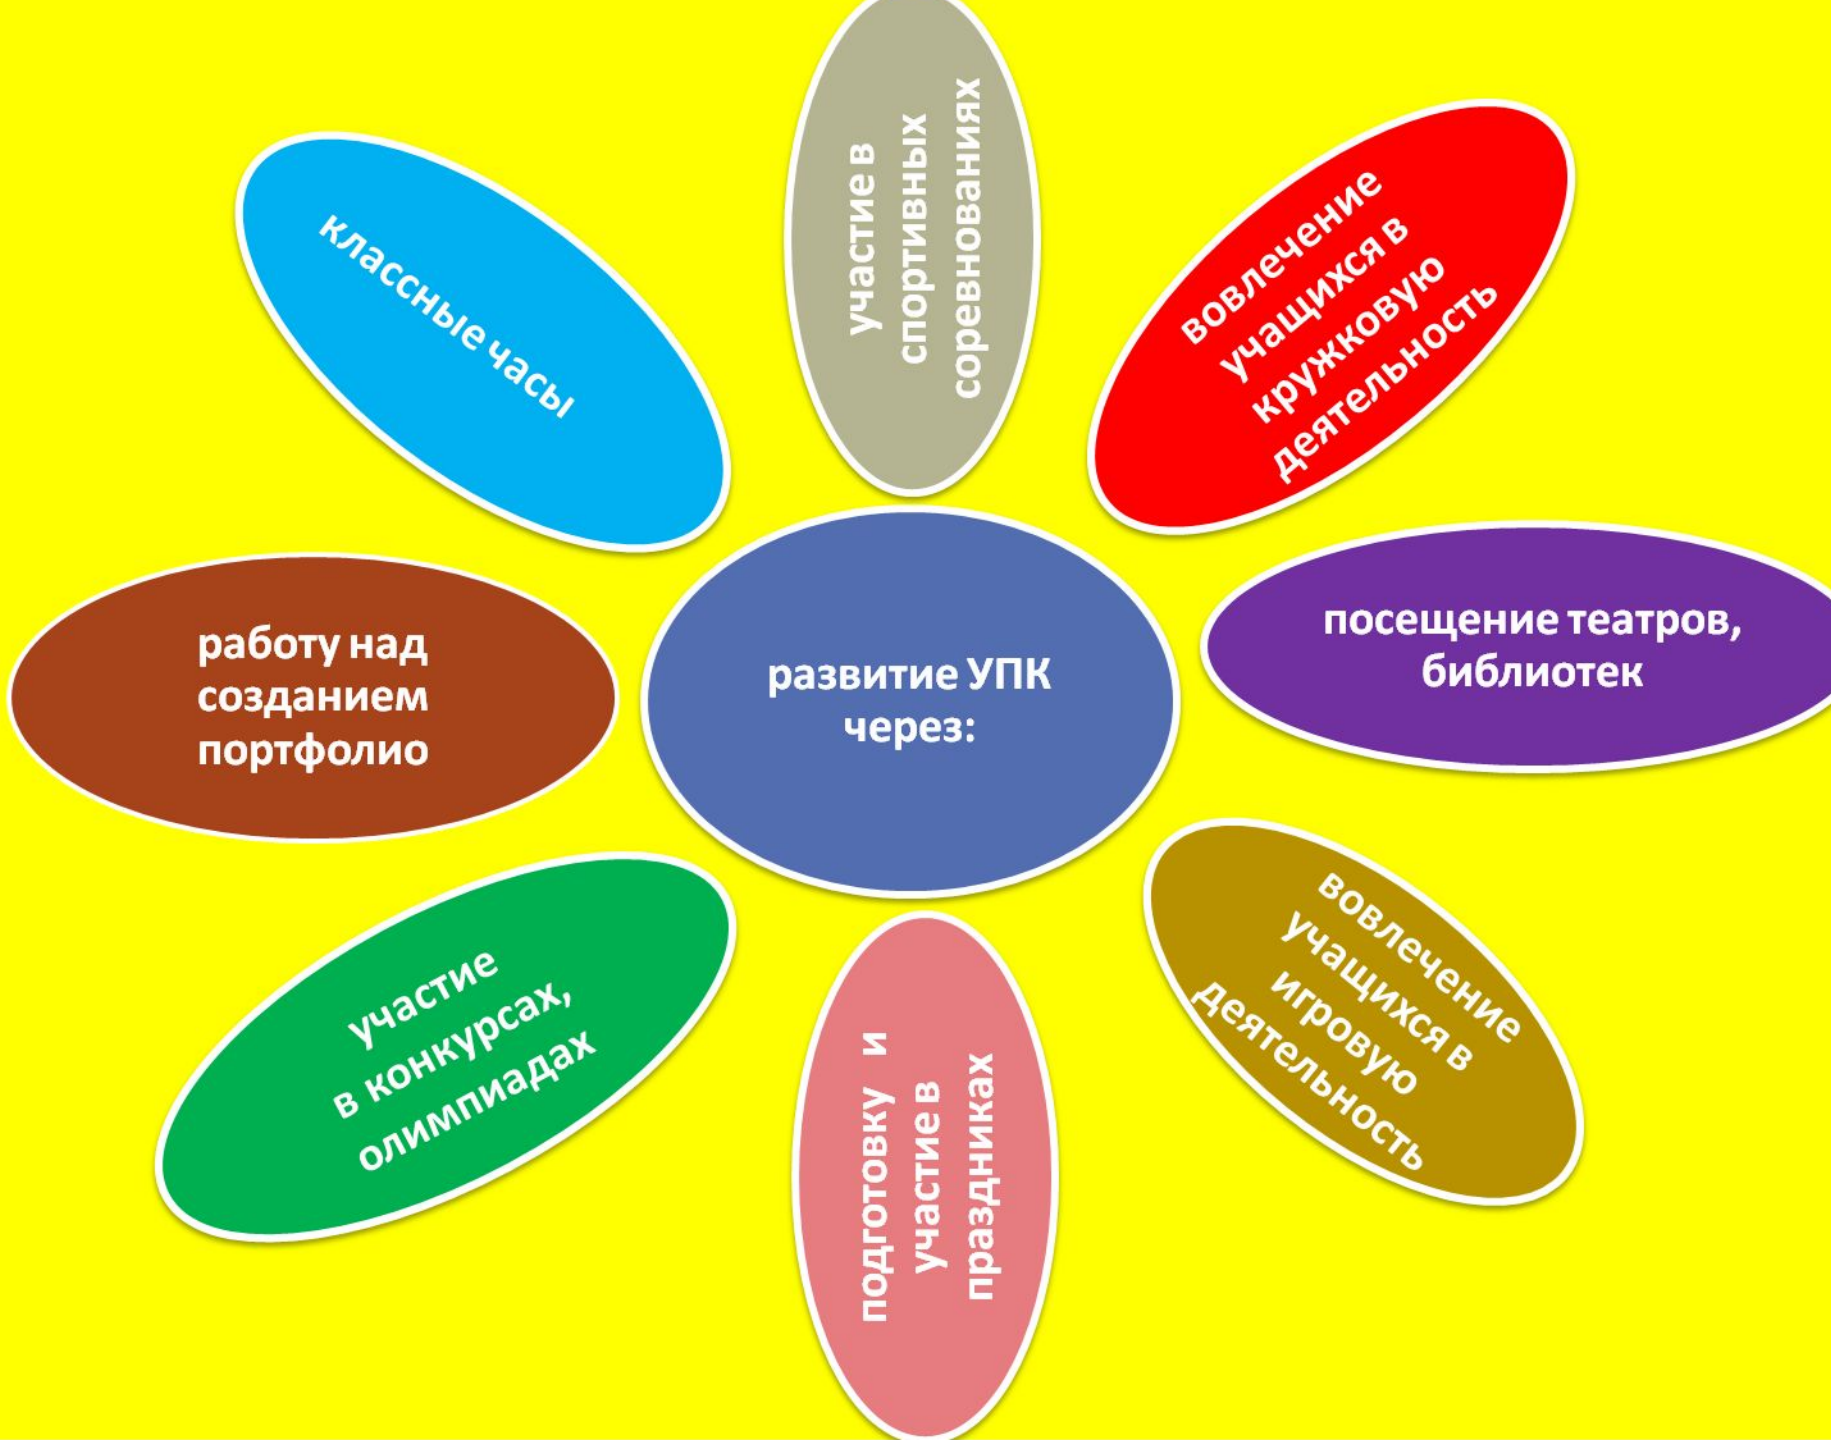 участие в
спортивных
соревнованиях
вовлечение
учащихся в
кружковую
деятельность
классные часы
посещение театров,
библиотек
работу над
созданием
портфолио
развитие УПК
через:
вовлечение
учащихся в
игровую
деятельность
участие
в конкурсах,
олимпиадах
подготовку и
участие в
праздниках